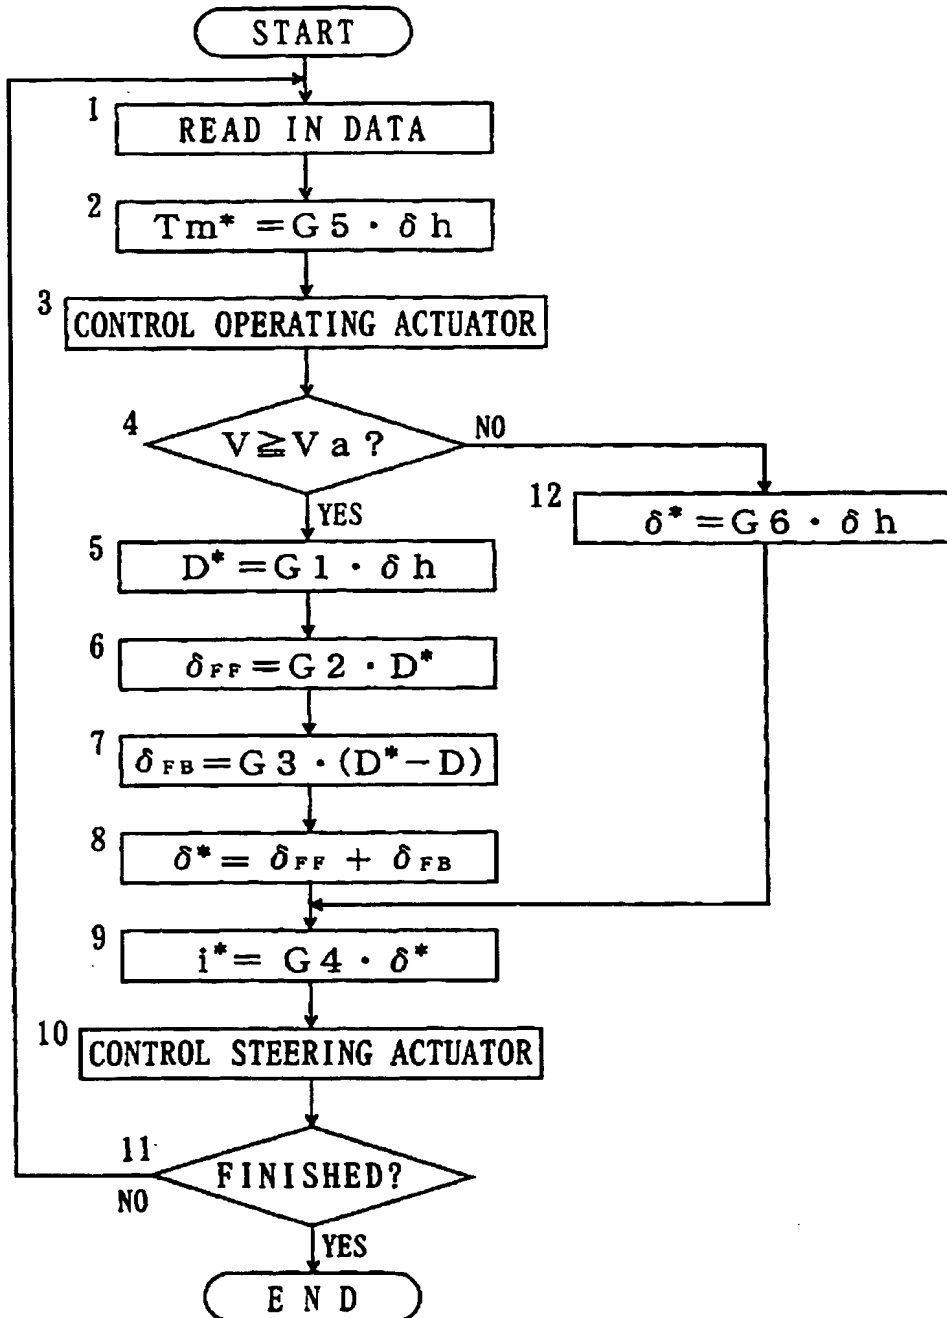 START
1
READ IN DATA
2
Tm* = G5 · δh
3
CONTROL OPERATING ACTUATOR
4
V≧Va?
NO
YES
12
δ* = G6 · δh
5
D* = G1 · δh
6
δFF = G2 · D*
7
δFB = G3 · (D* − D)
8
δ* = δFF + δFB
9
i* = G4 · δ*
10
CONTROL STEERING ACTUATOR
11
FINISHED?
NO
YES
END